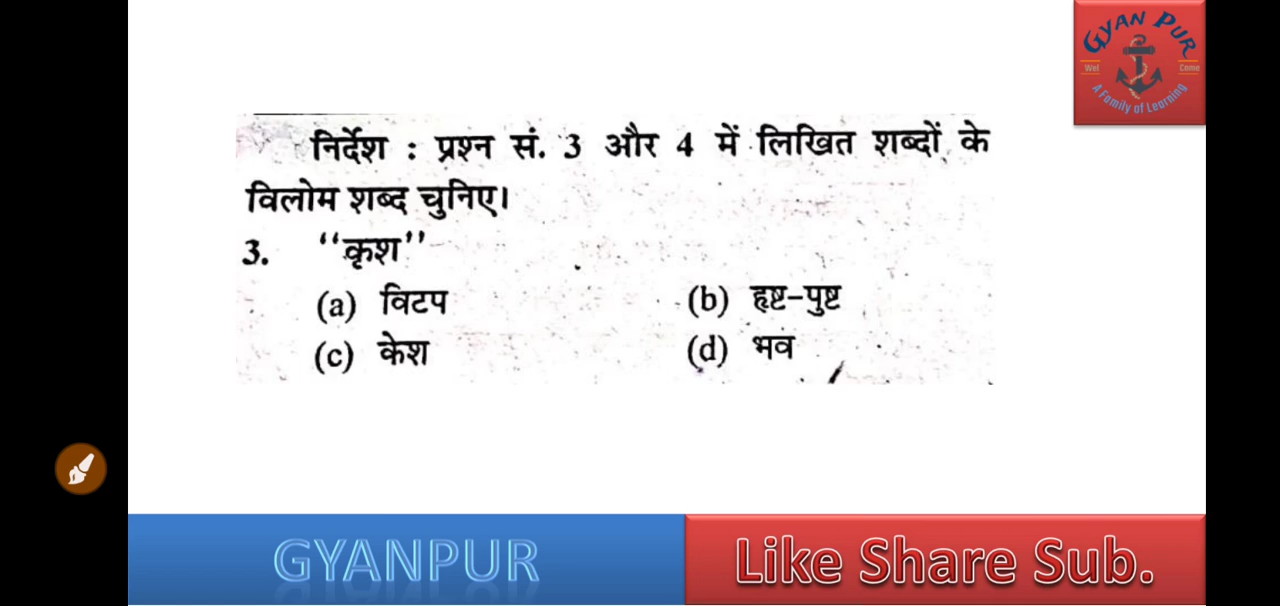 GYAN PUR
Wel Come
A Family of Learning
निर्देश : प्रश्न सं. 3 और 4 में लिखित शब्दों के
विलोम शब्द चुनिए।
3. ‘‘कृश’’
(a) विटप (b) हृष्ट-पुष्ट
(c) केश (d) भव
GYANPUR Like Share Sub.